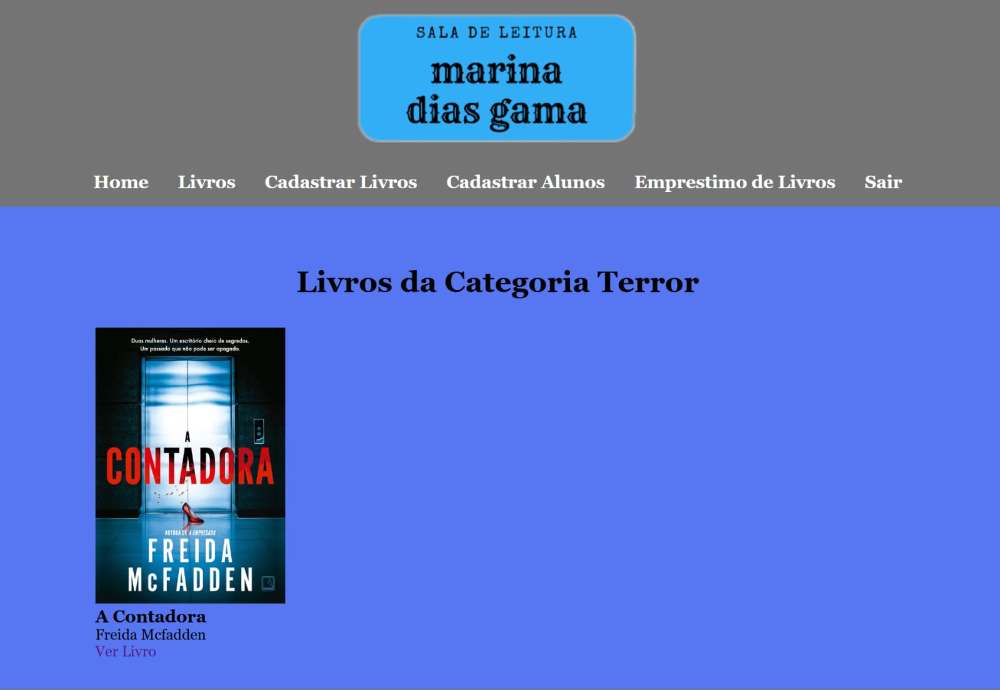 SALA DE LEITURA
marina
dias gama
Home Livros Cadastrar Livros Cadastrar Alunos Emprestimo de Livros Sair
Livros da Categoria Terror
Duas mulheres. Um escritório cheio de segredos.
Um passado que não pode ser apagado.
A
CONTADORA
AUTORA DE A EMPREGADA
FREIDA
McFADDEN
A Contadora
Freida Mcfadden
Ver Livro